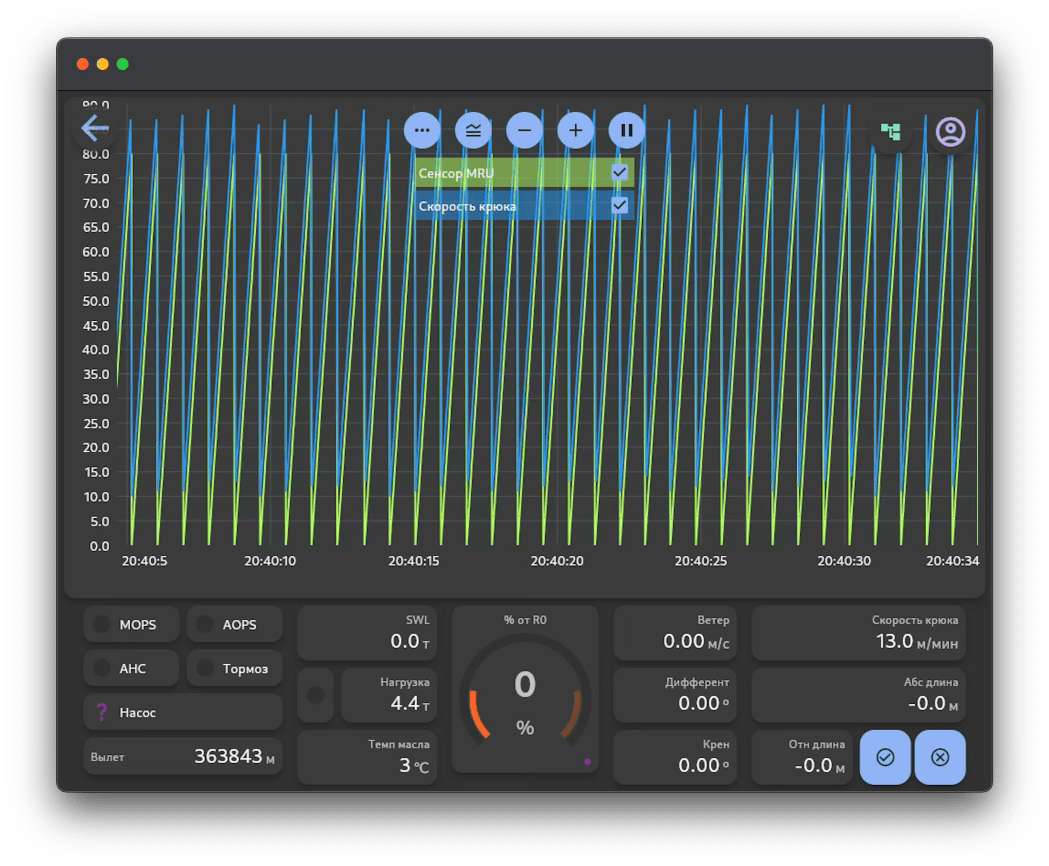 90.0
80.0
75.0
70.0
65.0
60.0
55.0
50.0
45.0
40.0
35.0
30.0
25.0
20.0
15.0
10.0
5.0
0.0
Сенсор MRU
Скорость крюка
20:40:5 20:40:10 20:40:15 20:40:20 20:40:25 20:40:30 20:40:34
MOPS
AOPS
АНС
Тормоз
? Насос
Вылет 363843 м
SWL
0.0 т
Нагрузка
4.4 т
Темп масла
3 °C
% от R0
0
%
Ветер
0.00 м/с
Дифферент
0.00 º
Крен
0.00 º
Скорость крюка
13.0 м/мин
Абс длина
-0.0 м
Отн длина
-0.0 м